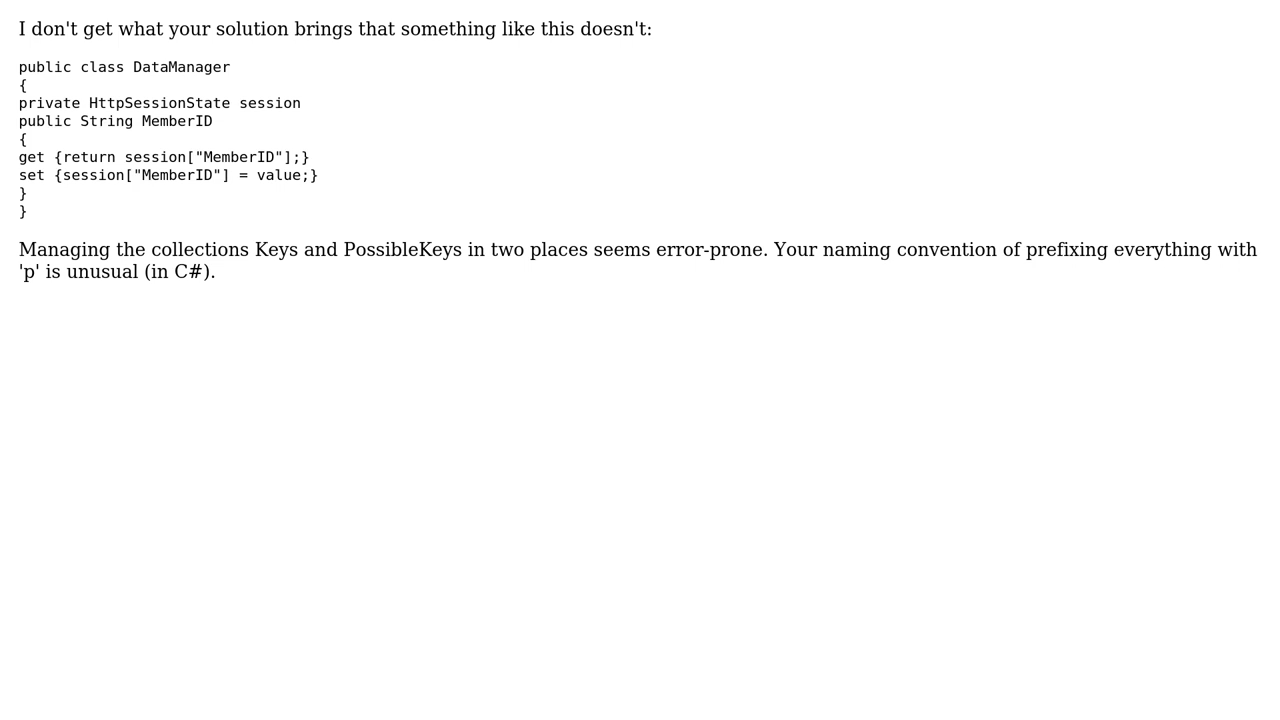 I don't get what your solution brings that something like this doesn't:
public class DataManager
{
private HttpSessionState session
public String MemberID
{
get {return session["MemberID"];}
set {session["MemberID"] = value;}
}
}
Managing the collections Keys and PossibleKeys in two places seems error-prone. Your naming convention of prefixing everything with
'p' is unusual (in C#).